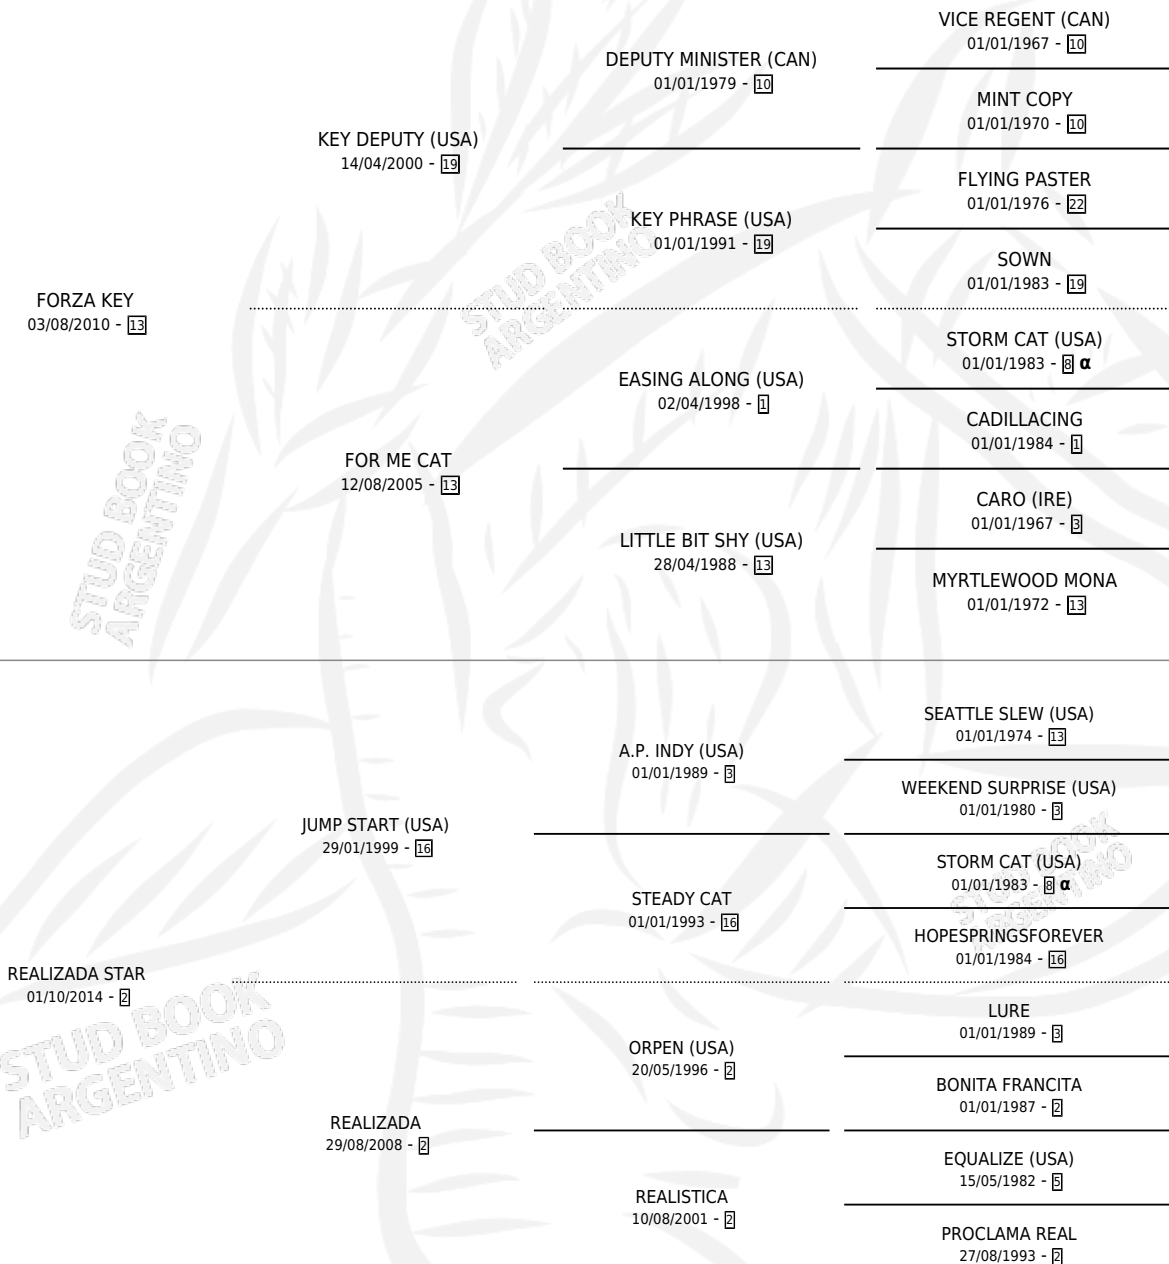 VICE REGENT (CAN)
01/01/1967 - 10
DEPUTY MINISTER (CAN)
01/01/1979 - 10
MINT COPY
01/01/1970 - 10
KEY DEPUTY (USA)
14/04/2000 - 19
FLYING PASTER
01/01/1976 - 22
KEY PHRASE (USA)
01/01/1991 - 19
SOWN
01/01/1983 - 19
FORZA KEY
03/08/2010 - 13
STORM CAT (USA)
01/01/1983 - 8 α
EASING ALONG (USA)
02/04/1998 - 1
CADILLACING
01/01/1984 - 1
FOR ME CAT
12/08/2005 - 13
CARO (IRE)
01/01/1967 - 3
LITTLE BIT SHY (USA)
28/04/1988 - 13
MYRTLEWOOD MONA
01/01/1972 - 13
SEATTLE SLEW (USA)
01/01/1974 - 13
A.P. INDY (USA)
01/01/1989 - 3
WEEKEND SURPRISE (USA)
01/01/1980 - 3
JUMP START (USA)
29/01/1999 - 16
STORM CAT (USA)
01/01/1983 - 8 α
STEADY CAT
01/01/1993 - 16
HOPESPRINGSFOREVER
01/01/1984 - 16
REALIZADA STAR
01/10/2014 - 2
LURE
01/01/1989 - 3
ORPEN (USA)
20/05/1996 - 2
BONITA FRANCITA
01/01/1987 - 2
REALIZADA
29/08/2008 - 2
EQUALIZE (USA)
15/05/1982 - 5
REALISTICA
10/08/2001 - 2
PROCLAMA REAL
27/08/1993 - 2
STUD BOOK
ARGENTINO
STUD BOOK
ARGENTINO
STUD BOOK
ARGENTINO
STUD BOOK
ARGENTINO